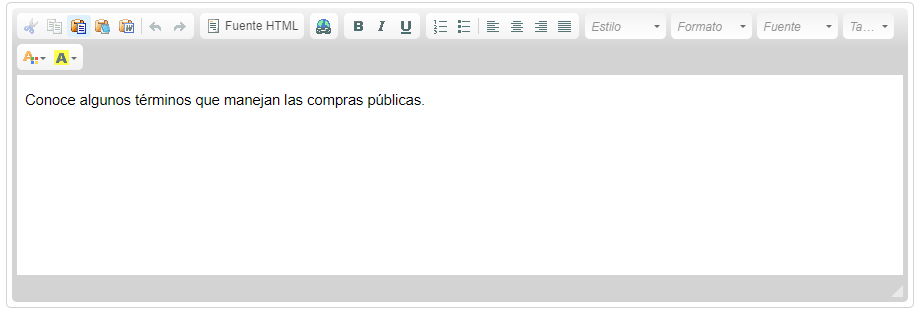 Fuente HTML B I U Estilo Formato Fuente Ta...
A A
Conoce algunos términos que manejan las compras públicas.